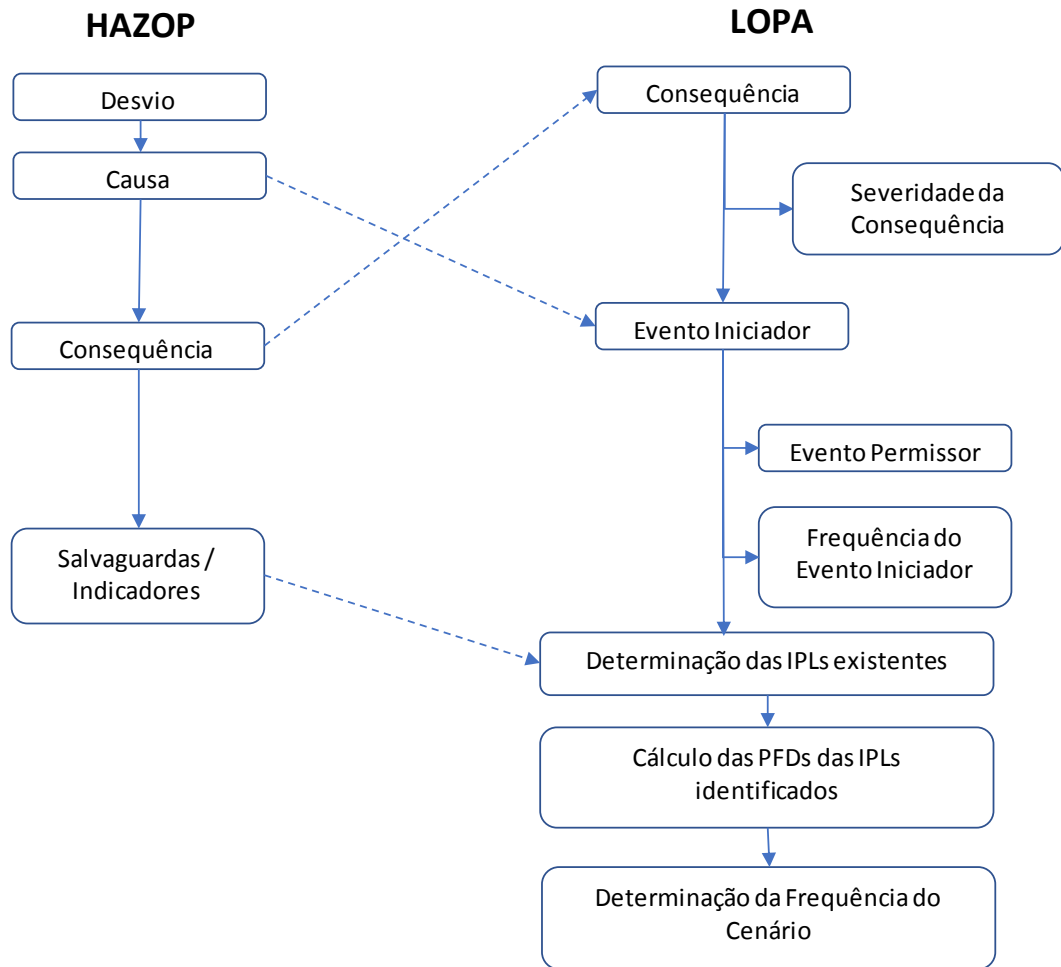 HAZOP
LOPA
Desvio
Causa
Consequência
Salvaguardas /
Indicadores
Consequência
Severidade da
Consequência
Evento Iniciador
Evento Permissor
Frequência do
Evento Iniciador
Determinação das IPLs existentes
Cálculo das PFDs das IPLs
identificados
Determinação da Frequência do
Cenário